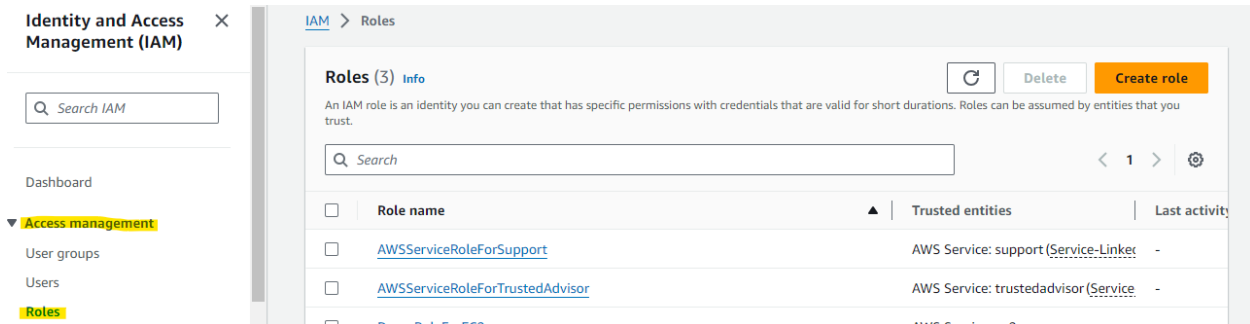 Identity and Access
Management (IAM)
Search IAM
Dashboard
Access management
User groups
Users
Roles
IAM > Roles
Roles (3) Info
Delete
Create role
An IAM role is an identity you can create that has specific permissions with credentials that are valid for short durations. Roles can be assumed by entities that you
trust.
Search
1
Role name
Trusted entities
Last activity
AWSServiceRoleForSupport
AWS Service: support (Service-Linked
-
AWSServiceRoleForTrustedAdvisor
AWS Service: trustedadvisor (Service
-